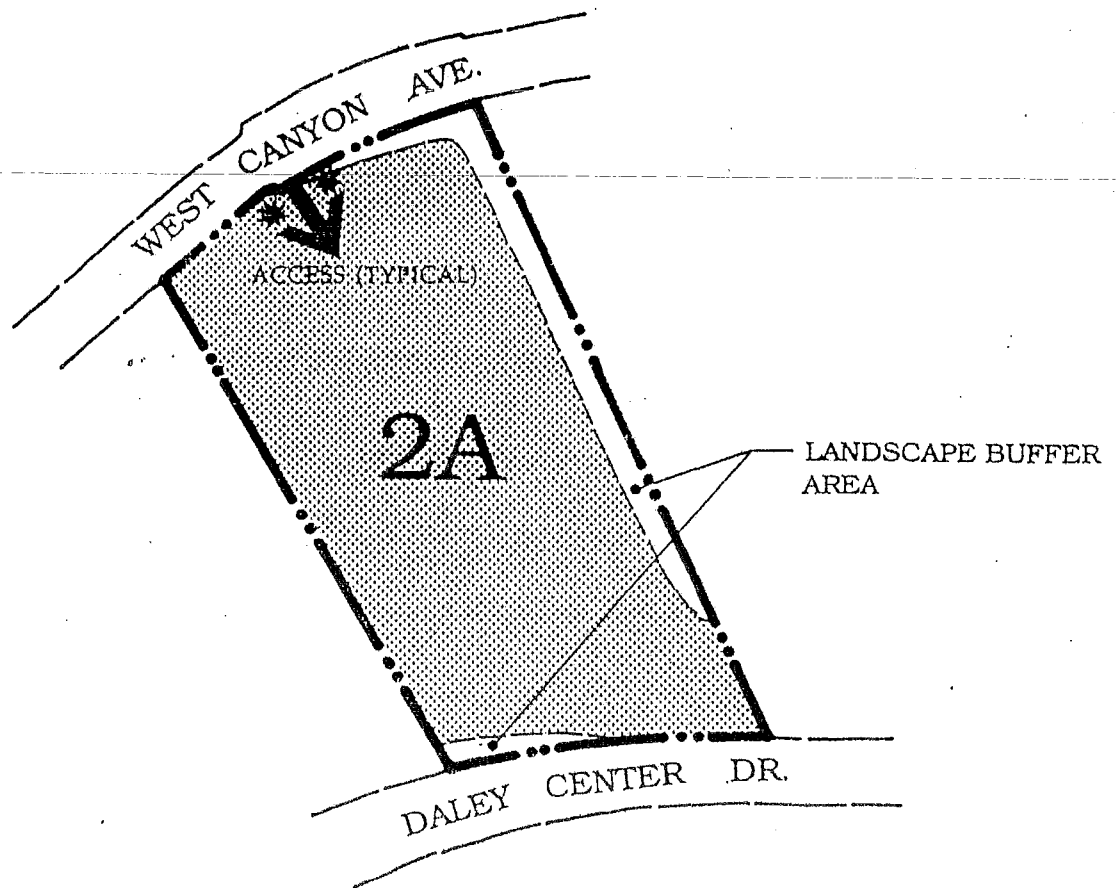 WEST CANYON AVE.
ACCESS (TYPICAL)
2A
LANDSCAPE BUFFER
AREA
DALEY CENTER DR.